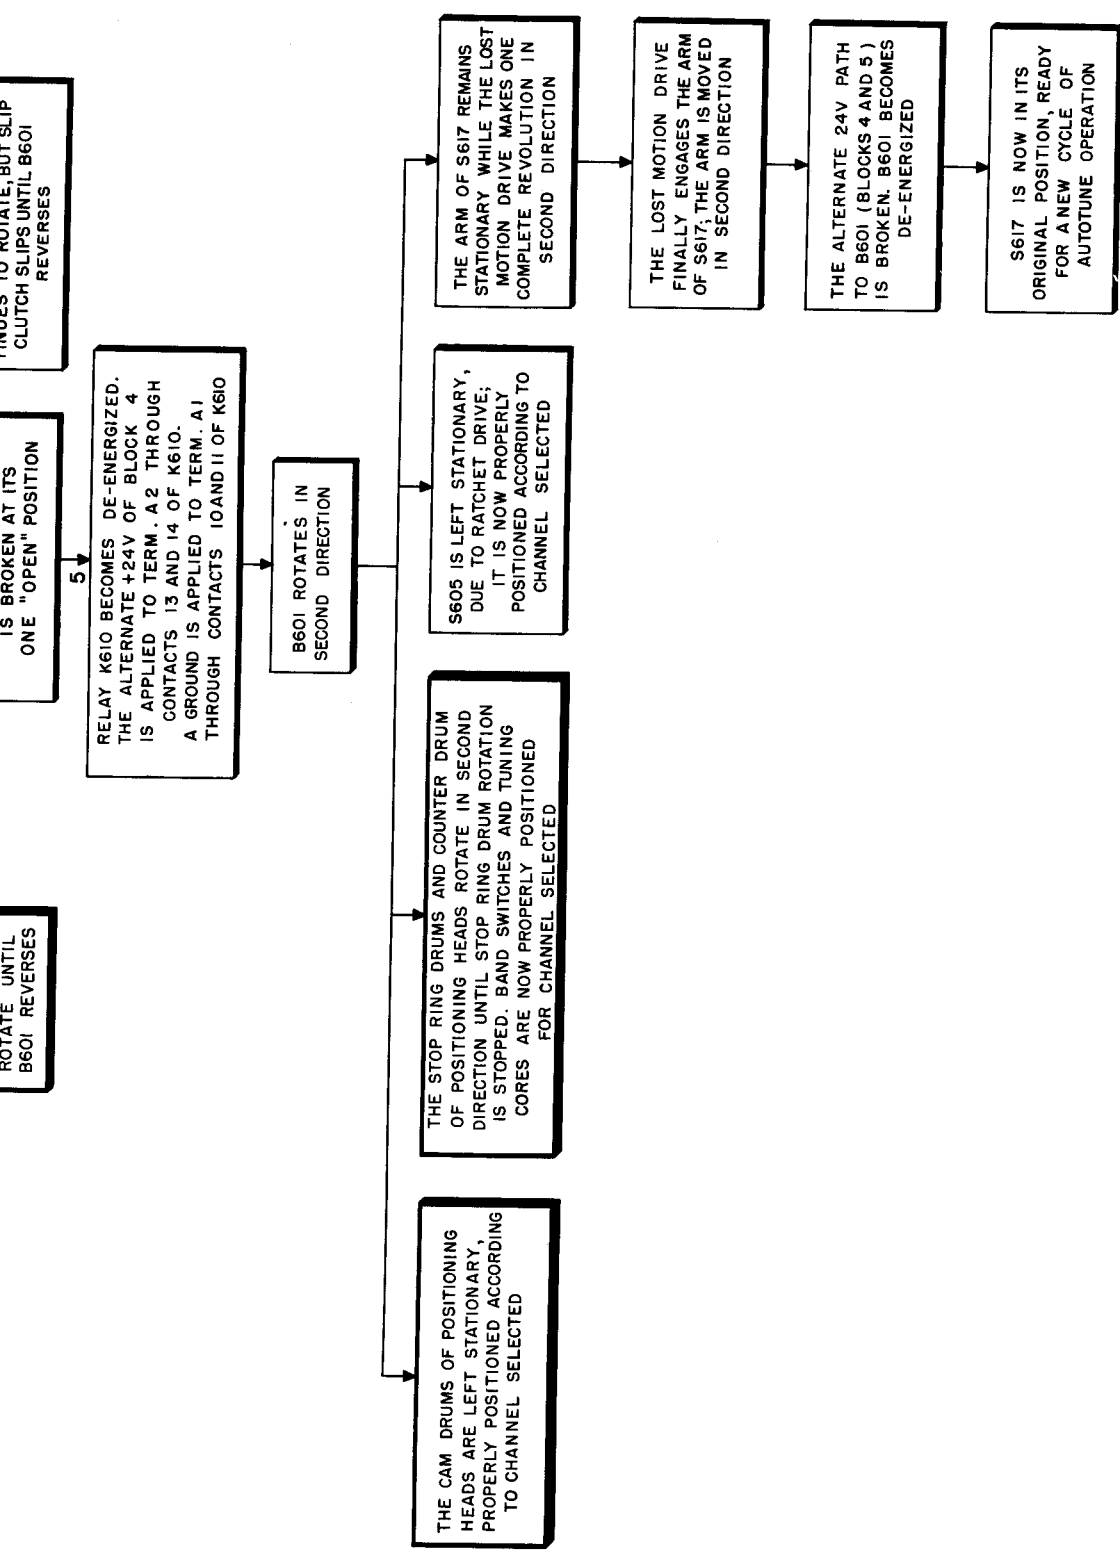 TO ROTATE, BUT SLIP
CLUTCH SLIPS UNTIL B601
REVERSES
IS BROKEN AT ITS
ONE "OPEN" POSITION
ROTATE UNTIL
B601 REVERSES
5
RELAY K610 BECOMES DE-ENERGIZED.
THE ALTERNATE +24V OF BLOCK 4
IS APPLIED TO TERM. A2 THROUGH
CONTACTS 13 AND 14 OF K610.
A GROUND IS APPLIED TO TERM. A1
THROUGH CONTACTS 10 AND 11 OF K610
B601 ROTATES IN
SECOND DIRECTION
THE CAM DRUMS OF POSITIONING
HEADS ARE LEFT STATIONARY,
PROPERLY POSITIONED ACCORDING
TO CHANNEL SELECTED
THE STOP RING DRUMS AND COUNTER DRUM
OF POSITIONING HEADS ROTATE IN SECOND
DIRECTION UNTIL STOP RING DRUM ROTATION
IS STOPPED. BAND SWITCHES AND TUNING
CORES ARE NOW PROPERLY POSITIONED
FOR CHANNEL SELECTED
S605 IS LEFT STATIONARY,
DUE TO RATCHET DRIVE;
IT IS NOW PROPERLY
POSITIONED ACCORDING TO
CHANNEL SELECTED
THE ARM OF S617 REMAINS
STATIONARY WHILE THE LOST
MOTION DRIVE MAKES ONE
COMPLETE REVOLUTION IN
SECOND DIRECTION
THE LOST MOTION DRIVE
FINALLY ENGAGES THE ARM
OF S617; THE ARM IS MOVED
IN SECOND DIRECTION
THE ALTERNATE 24V PATH
TO B601 (BLOCKS 4 AND 5)
IS BROKEN. B601 BECOMES
DE-ENERGIZED
S617 IS NOW IN ITS
ORIGINAL POSITION, READY
FOR A NEW CYCLE OF
AUTOTUNE OPERATION